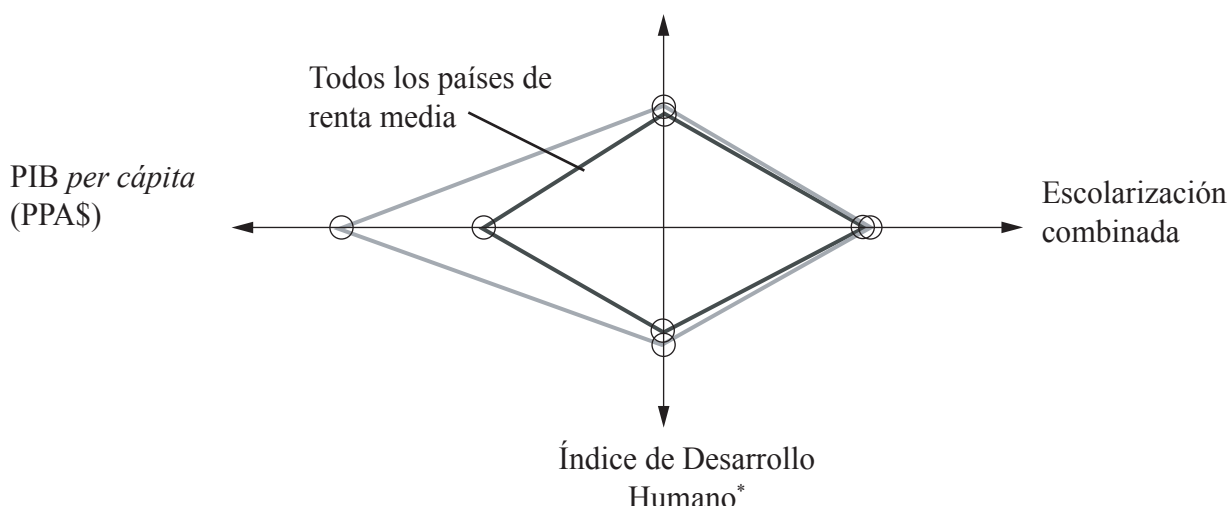 Todos los países de
renta media
PIB per cápita
(PPA$)
Escolarización
combinada
Índice de Desarrollo
Humano*